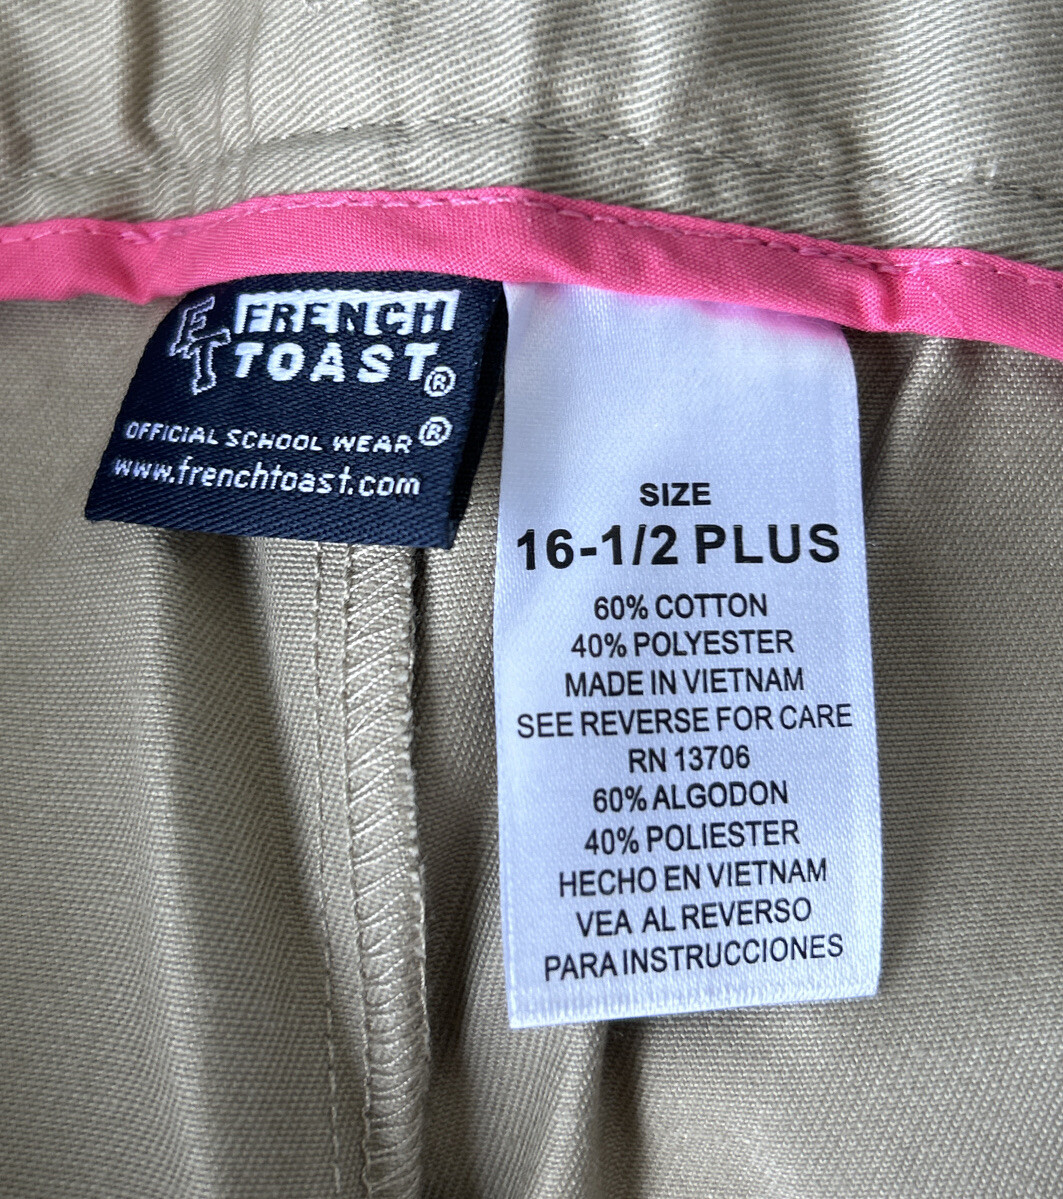 FT FRENCH
TOAST®
OFFICIAL SCHOOL WEAR®
www.frenchtoast.com
SIZE
16-1/2 PLUS
60% COTTON
40% POLYESTER
MADE IN VIETNAM
SEE REVERSE FOR CARE
RN 13706
60% ALGODON
40% POLIESTER
HECHO EN VIETNAM
VEA AL REVERSO
PARA INSTRUCCIONES